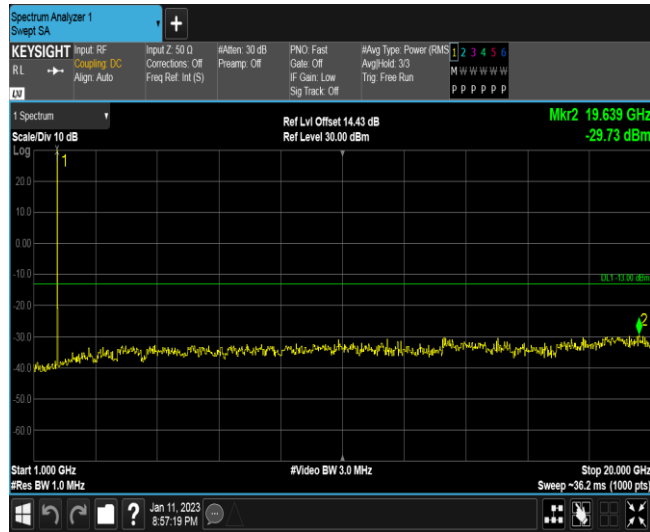 Spectrum Analyzer 1
Swept SA
+
KEYSIGHT
RL
LXI
Input: RF
Coupling: DC
Align: Auto
Input Z: 50 Ω
Corrections: Off
Freq Ref: Int (S)
#Atten: 30 dB
Preamp: Off
PNO: Fast
Gate: Off
IF Gain: Low
Sig Track: Off
#Avg Type: Power (RMS
Avg|Hold: 3/3
Trig: Free Run
1 2 3 4 5 6
M W W W W W
P P P P P P
1 Spectrum
Scale/Div 10 dB
Log
Ref Lvl Offset 14.43 dB
Ref Level 30.00 dBm
Mkr2 19.639 GHz
-29.73 dBm
1
20.0
10.0
0.00
-10.0
DL1 -13.00 dBm
-20.0
2
-30.0
-40.0
-50.0
-60.0
Start 1.000 GHz
#Res BW 1.0 MHz
#Video BW 3.0 MHz
Stop 20.000 GHz
Sweep ~36.2 ms (1000 pts)
?
Jan 11, 2023
8:57:19 PM